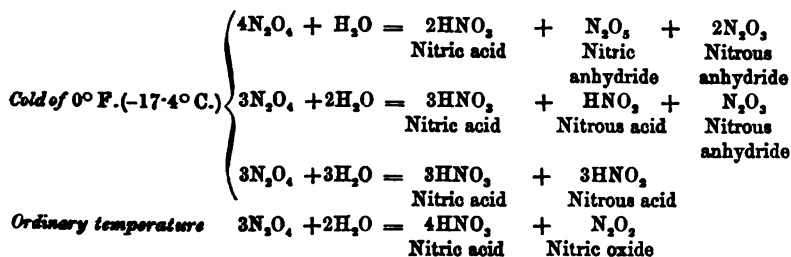 4N₂O₄ + H₂O = 2HNO₃ + N₂O₅ + 2N₂O₃
Nitric acid Nitric Nitrous
anhydride anhydride
Cold of 0° F. (–17·4° C.) 3N₂O₄ +2H₂O = 3HNO₃ + HNO₂ + N₂O₃
Nitric acid Nitrous acid Nitrous
anhydride
3N₂O₄ +3H₂O = 3HNO₃ + 3HNO₂
Nitric acid Nitrous acid
Ordinary temperature 3N₂O₄ +2H₂O = 4HNO₃ + N₂O₂
Nitric acid Nitric oxide